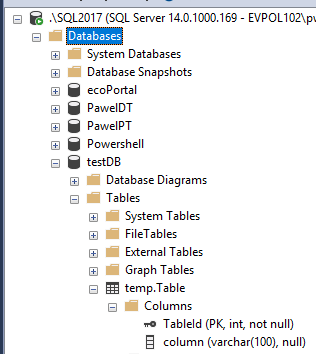 .\SQL2017 (SQL Server 14.0.1000.169 - EVPOL102\pv
Databases
System Databases
Database Snapshots
ecoPortal
PawelDT
PawelPT
Powershell
testDB
Database Diagrams
Tables
System Tables
FileTables
External Tables
Graph Tables
temp.Table
Columns
TableId (PK, int, not null)
column (varchar(100), null)